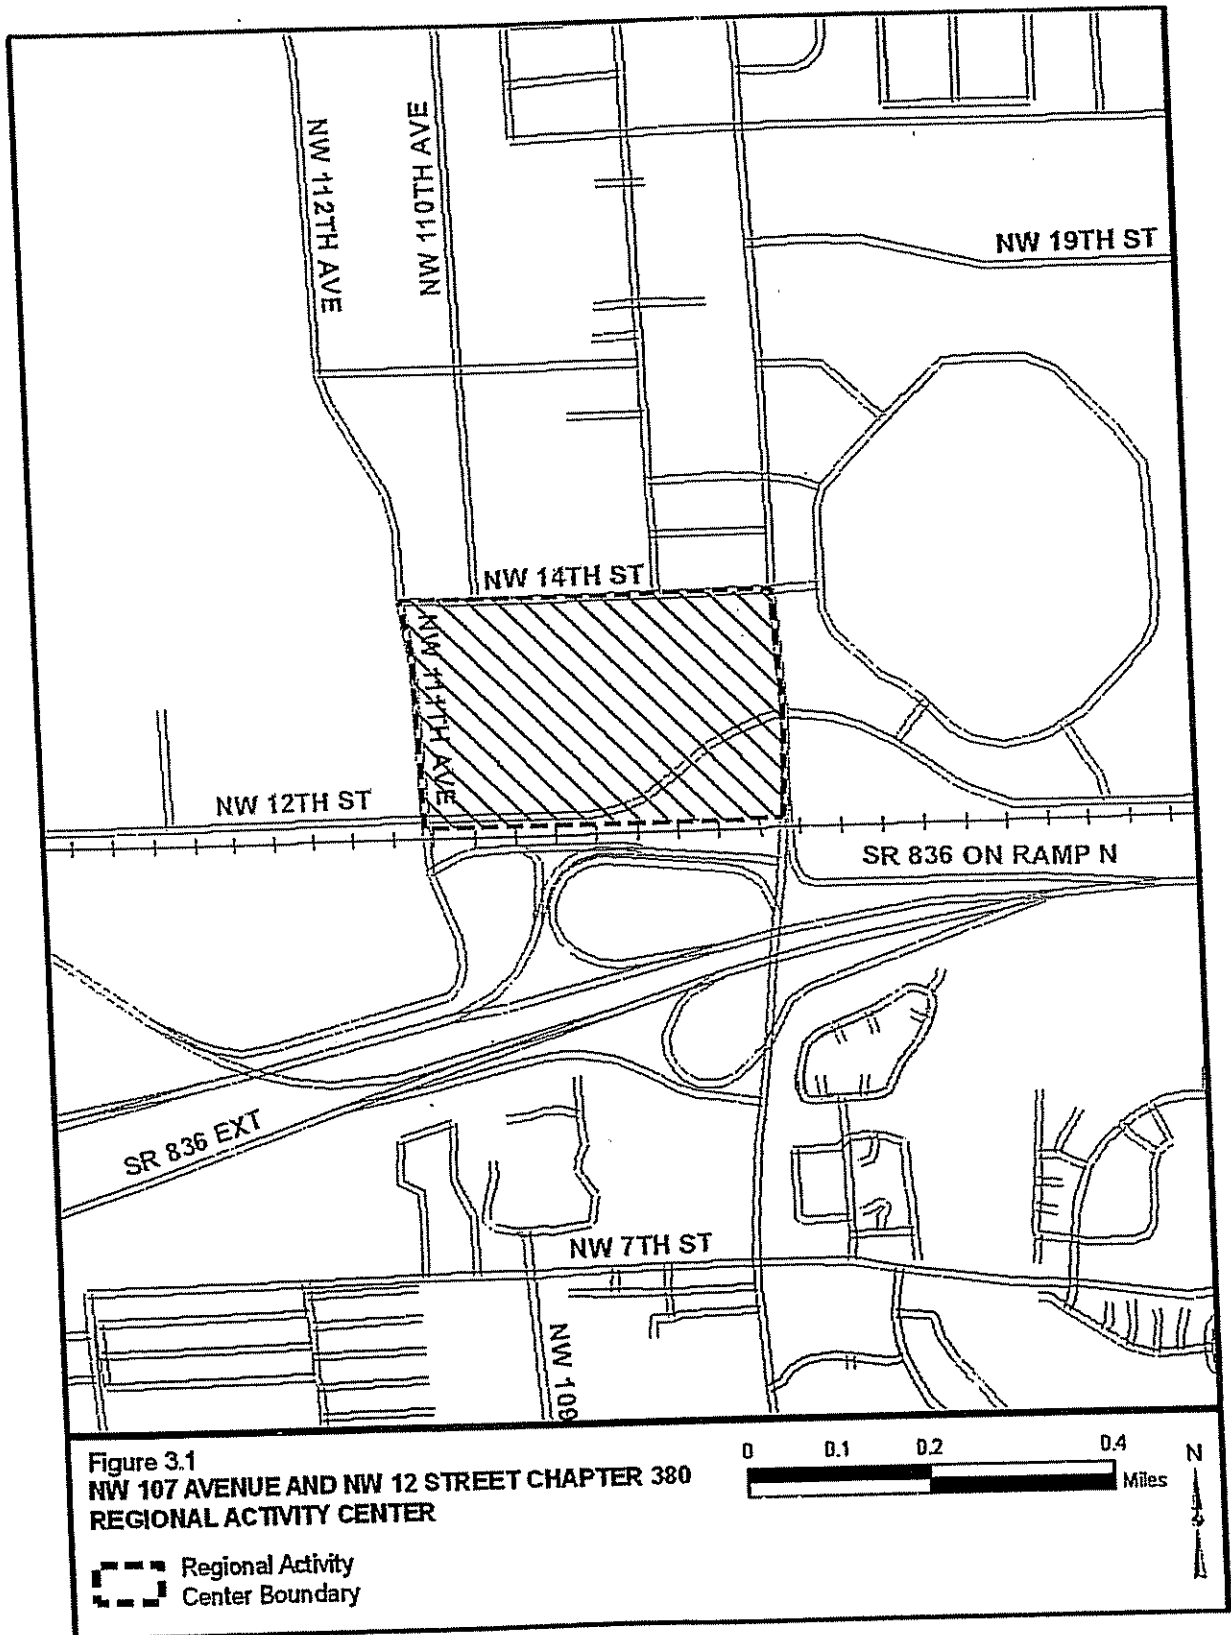 NW 112TH AVE
NW 110TH AVE
NW 19TH ST
NW 14TH ST
NW 111TH AVE
NW 12TH ST
SR 836 ON RAMP N
SR 836 EXT
NW 7TH ST
NW 109
Figure 3.1
NW 107 AVENUE AND NW 12 STREET CHAPTER 380
REGIONAL ACTIVITY CENTER
0 0.1 0.2 0.4
Miles
N
Regional Activity
Center Boundary